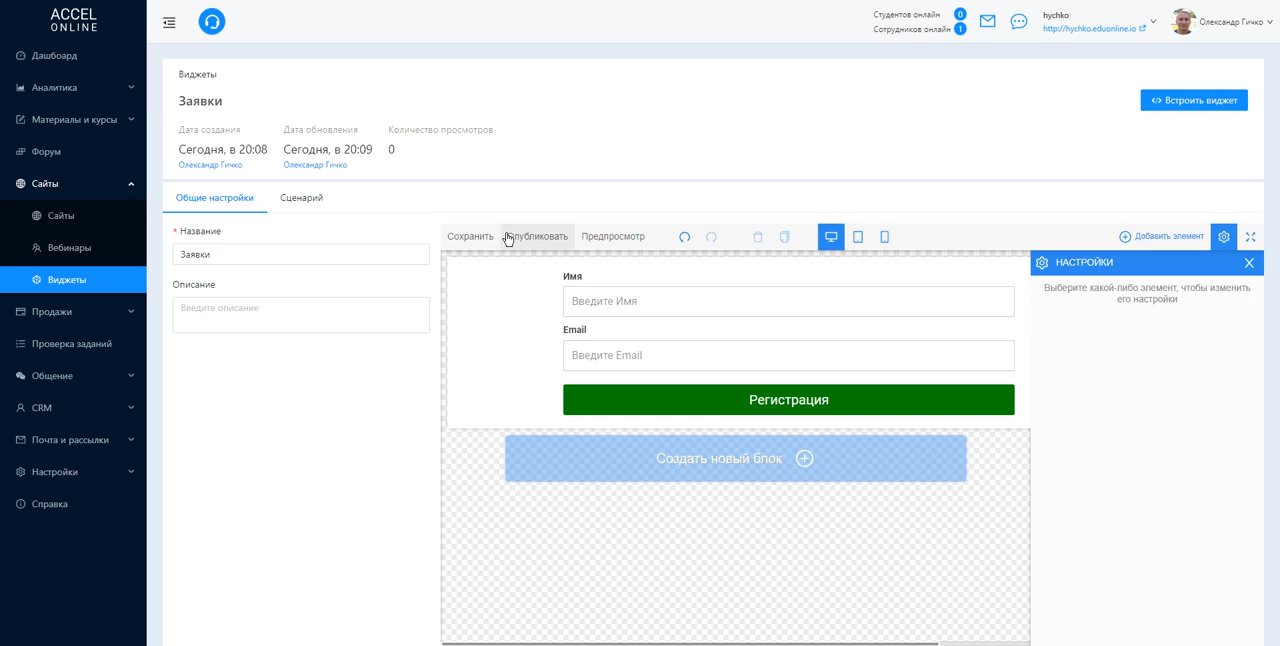 ACCEL
ONLINE
Дашбоард
Аналитика
Материалы и курсы
Форум
Сайты
Сайты
Вебинары
Виджеты
Продажи
Проверка заданий
Общение
CRM
Почта и рассылки
Настройки
Справка
Студентов онлайн 0
Сотрудников онлайн 1
hychko
http://hychko.eduonline.io
Олександр Гичко
Виджеты
Заявки
Встроить виджет
Дата создания
Сегодня, в 20:08
Олександр Гичко
Дата обновления
Сегодня, в 20:09
Олександр Гичко
Количество просмотров
0
Общие настройки
Сценарий
* Название
Заявки
Описание
Введите описание
Сохранить
публиковать
Предпросмотр
Добавить элемент
Имя
Введите Имя
Email
Введите Email
Регистрация
Создать новый блок
НАСТРОЙКИ
X
Выберите какой-либо элемент, чтобы изменить
его настройки